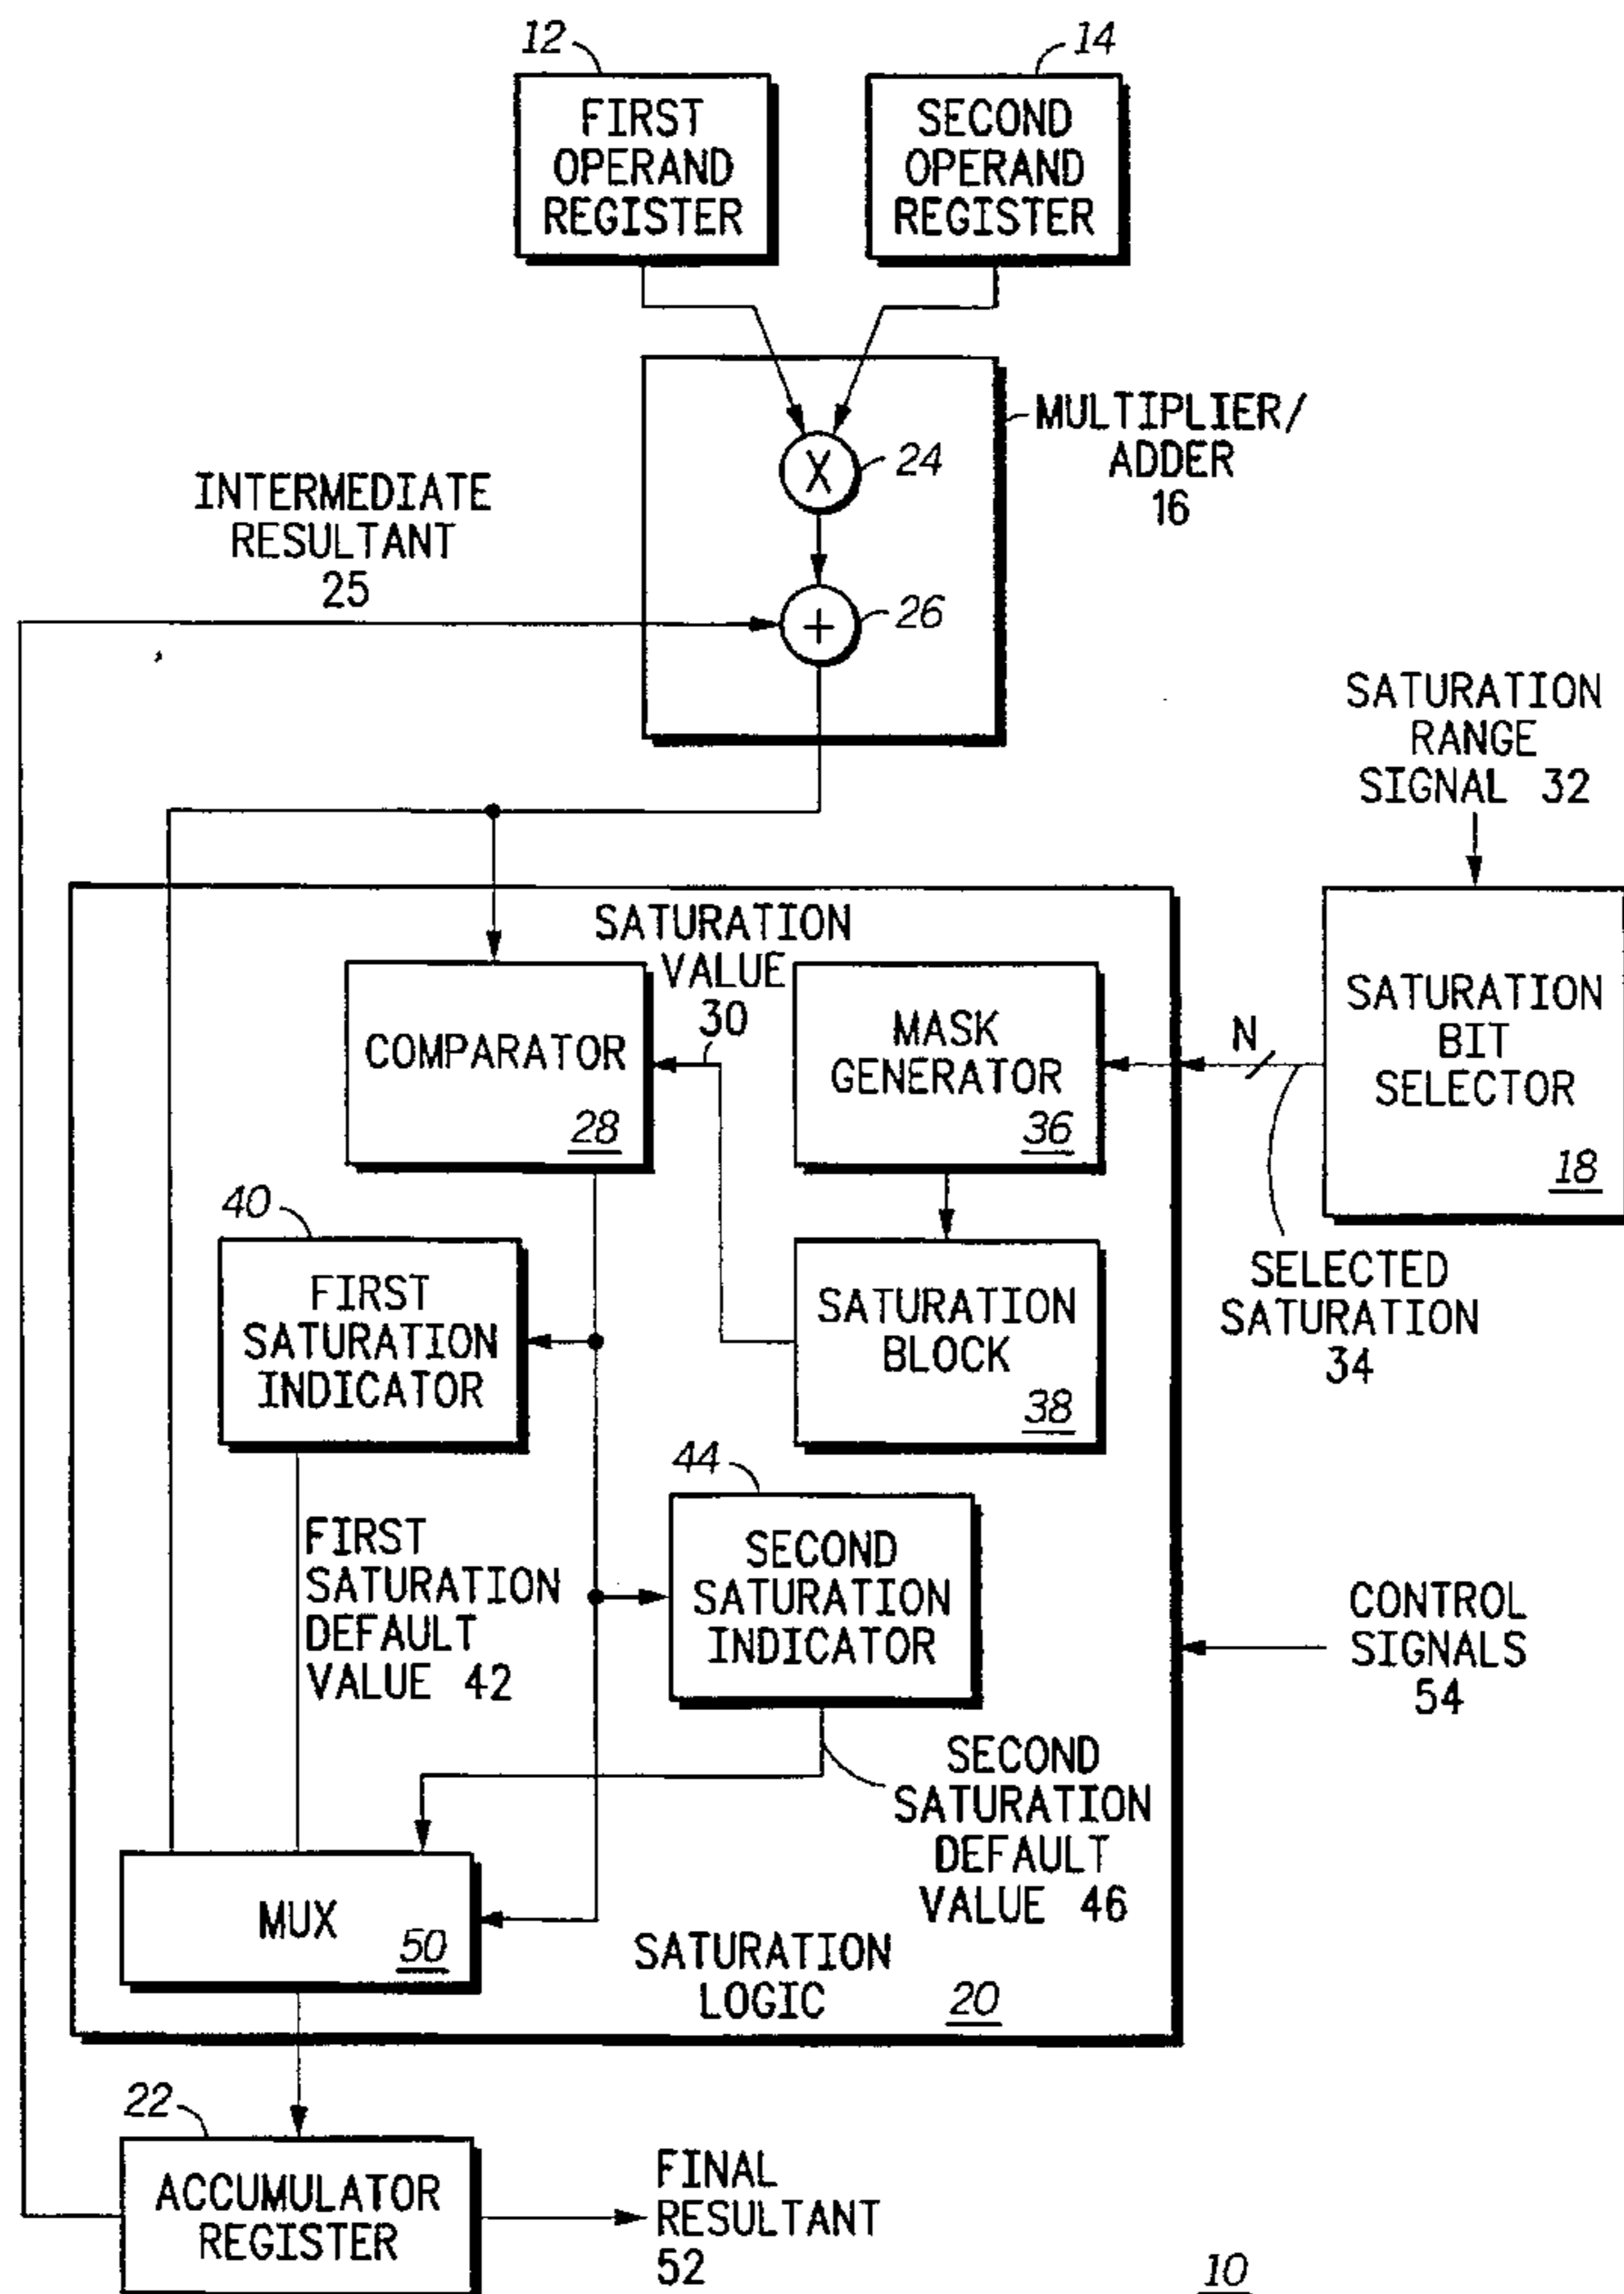 12
14
FIRST
OPERAND
REGISTER
SECOND
OPERAND
REGISTER
MULTIPLIER/
ADDER
16
X
24
INTERMEDIATE
RESULTANT
25
+
26
SATURATION
RANGE
SIGNAL 32
SATURATION
VALUE
30
COMPARATOR
28
MASK
GENERATOR
36
N
SATURATION
BIT
SELECTOR
18
40
FIRST
SATURATION
INDICATOR
SATURATION
BLOCK
38
SELECTED
SATURATION
34
44
FIRST
SATURATION
DEFAULT
VALUE 42
SECOND
SATURATION
INDICATOR
CONTROL
SIGNALS
54
SECOND
SATURATION
DEFAULT
VALUE 46
MUX
50
SATURATION
LOGIC
20
22
ACCUMULATOR
REGISTER
FINAL
RESULTANT
52
10